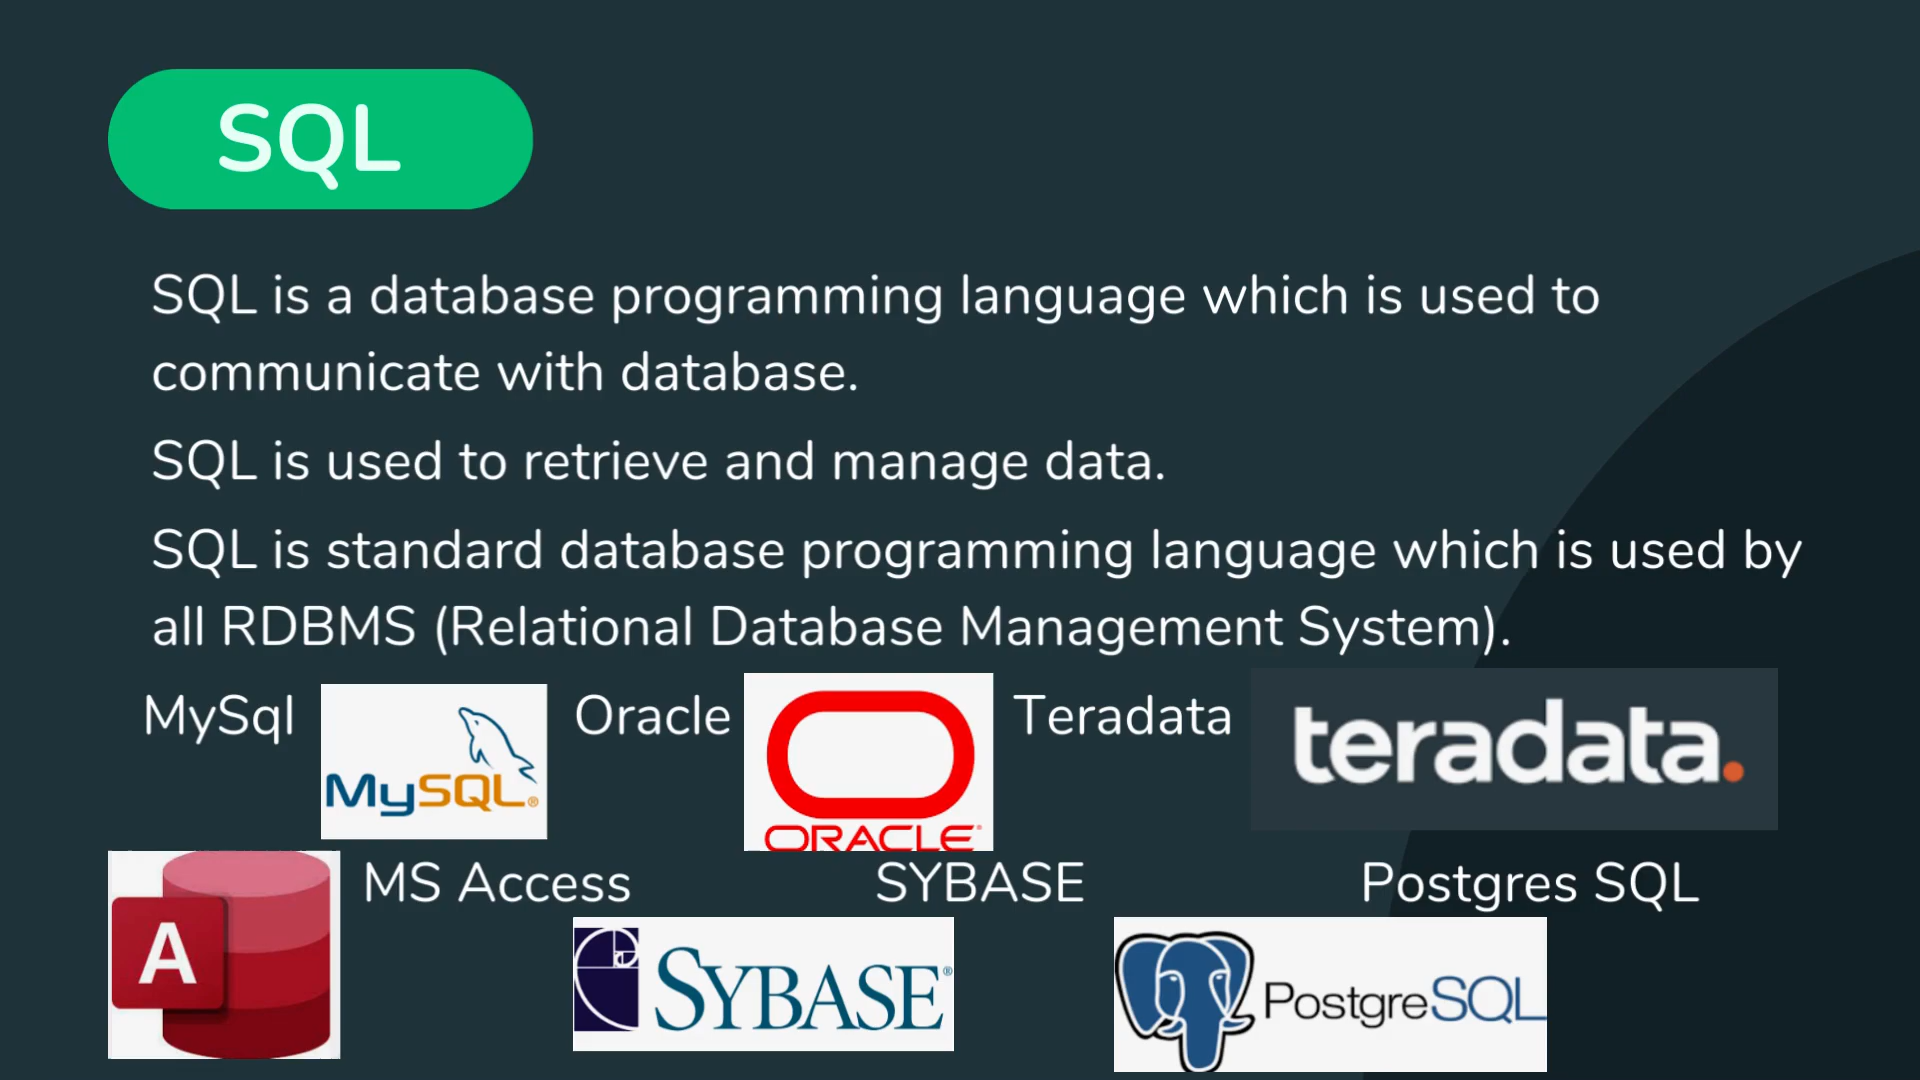 SQL
SQL is a database programming language which is used to
communicate with database.
SQL is used to retrieve and manage data.
SQL is standard database programming language which is used by
all RDBMS (Relational Database Management System).
MySql
MySQL®
Oracle
ORACLE®
Teradata
teradata.
A
MS Access
SYBASE
SYBASE®
Postgres SQL
PostgreSQL